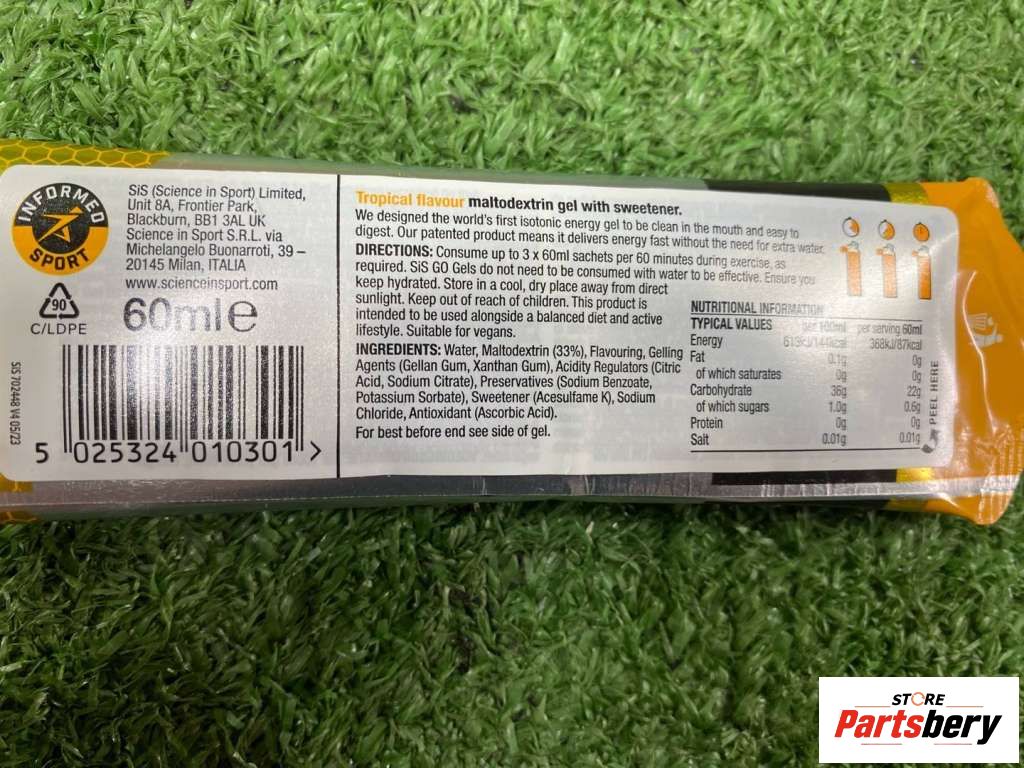 INFORMED
SPORT
SiS (Science in Sport) Limited,
Unit 8A, Frontier Park,
Blackburn, BB1 3AL UK
Science in Sport S.R.L. via
Michelangelo Buonarroti, 39 –
20145 Milan, ITALIA
www.scienceinsport.com
90
C/LDPE
60ml e
SIS 702448 V4 05/23
5 025324 010301 >
Tropical flavour maltodextrin gel with sweetener.
We designed the world's first isotonic energy gel to be clean in the mouth and easy to
digest. Our patented product means it delivers energy fast without the need for extra water.
DIRECTIONS: Consume up to 3 x 60ml sachets per 60 minutes during exercise, as
required. SiS GO Gels do not need to be consumed with water to be effective. Ensure you
keep hydrated. Store in a cool, dry place away from direct
sunlight. Keep out of reach of children. This product is
intended to be used alongside a balanced diet and active
lifestyle. Suitable for vegans.
INGREDIENTS: Water, Maltodextrin (33%), Flavouring, Gelling
Agents (Gellan Gum, Xanthan Gum), Acidity Regulators (Citric
Acid, Sodium Citrate), Preservatives (Sodium Benzoate,
Potassium Sorbate), Sweetener (Acesulfame K), Sodium
Chloride, Antioxidant (Ascorbic Acid).
For best before end see side of gel.
NUTRITIONAL INFORMATION
TYPICAL VALUES per 100ml per serving 60ml
Energy 613kJ/144kcal 368kJ/87kcal
Fat 0.1g 0g
of which saturates 0g 0g
Carbohydrate 36g 22g
of which sugars 1.0g 0.6g
Protein 0g 0g
Salt 0.01g 0.01g
PEEL HERE
STORE
Partsbery